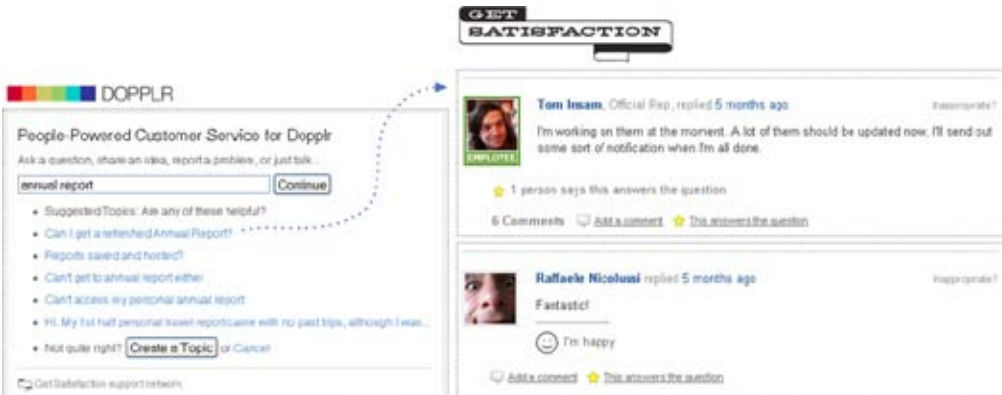 GET
SATISFACTION
DOPPLR
People-Powered Customer Service for Dopplr
Ask a question, share an idea, report a problem, or just talk...
annual report Continue
Suggested Topics: Are any of these helpful?
Can I get a refreshed Annual Report?
Reports saved and hosted?
Can't get to annual report either
Can't access my personal annual report
Hi. My 1st half personal travel report came with no past trips, although I was...
Not quite right? Create a Topic or Cancel
Get Satisfaction support network
Tom Insam, Official Rep, replied 5 months ago Inappropriate?
I'm working on them at the moment. A lot of them should be updated now, I'll send out
some sort of notification when I'm all done.
EMPLOYEE
1 person says this answers the question
6 Comments Add a comment This answers the question
Raffaele Nicolussi replied 5 months ago Inappropriate?
Fantastic!
I'm happy
Add a comment This answers the question